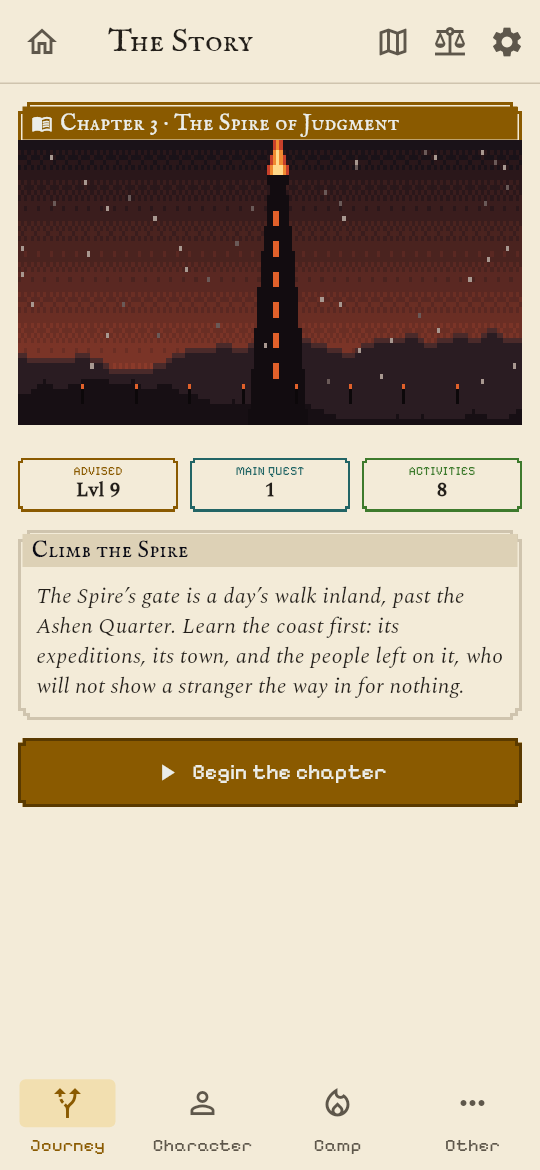 The Story
Chapter 3 · The Spire of Judgment
ADVISED
Lvl 9
MAIN QUEST
1
ACTIVITIES
8
Climb the Spire
The Spire’s gate is a day’s walk inland, past the
Ashen Quarter. Learn the coast first: its
expeditions, its town, and the people left on it, who
will not show a stranger the way in for nothing.
Begin the chapter
Journey
Character
Camp
Other